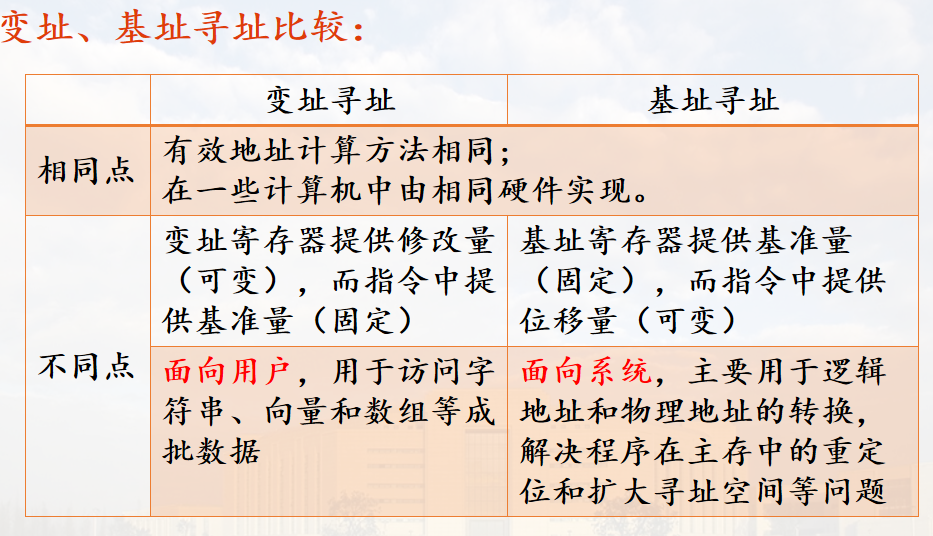 变址、基址寻址比较：
变址寻址
基址寻址
相同点
有效地址计算方法相同；
在一些计算机中由相同硬件实现。
不同点
变址寄存器提供修改量
（可变），而指令中提
供基准量（固定）
基址寄存器提供基准量
（固定），而指令中提供
位移量（可变）
面向用户，用于访问字
符串、向量和数组等成
批数据
面向系统，主要用于逻辑
地址和物理地址的转换，
解决程序在主存中的重定
位和扩大寻址空间等问题